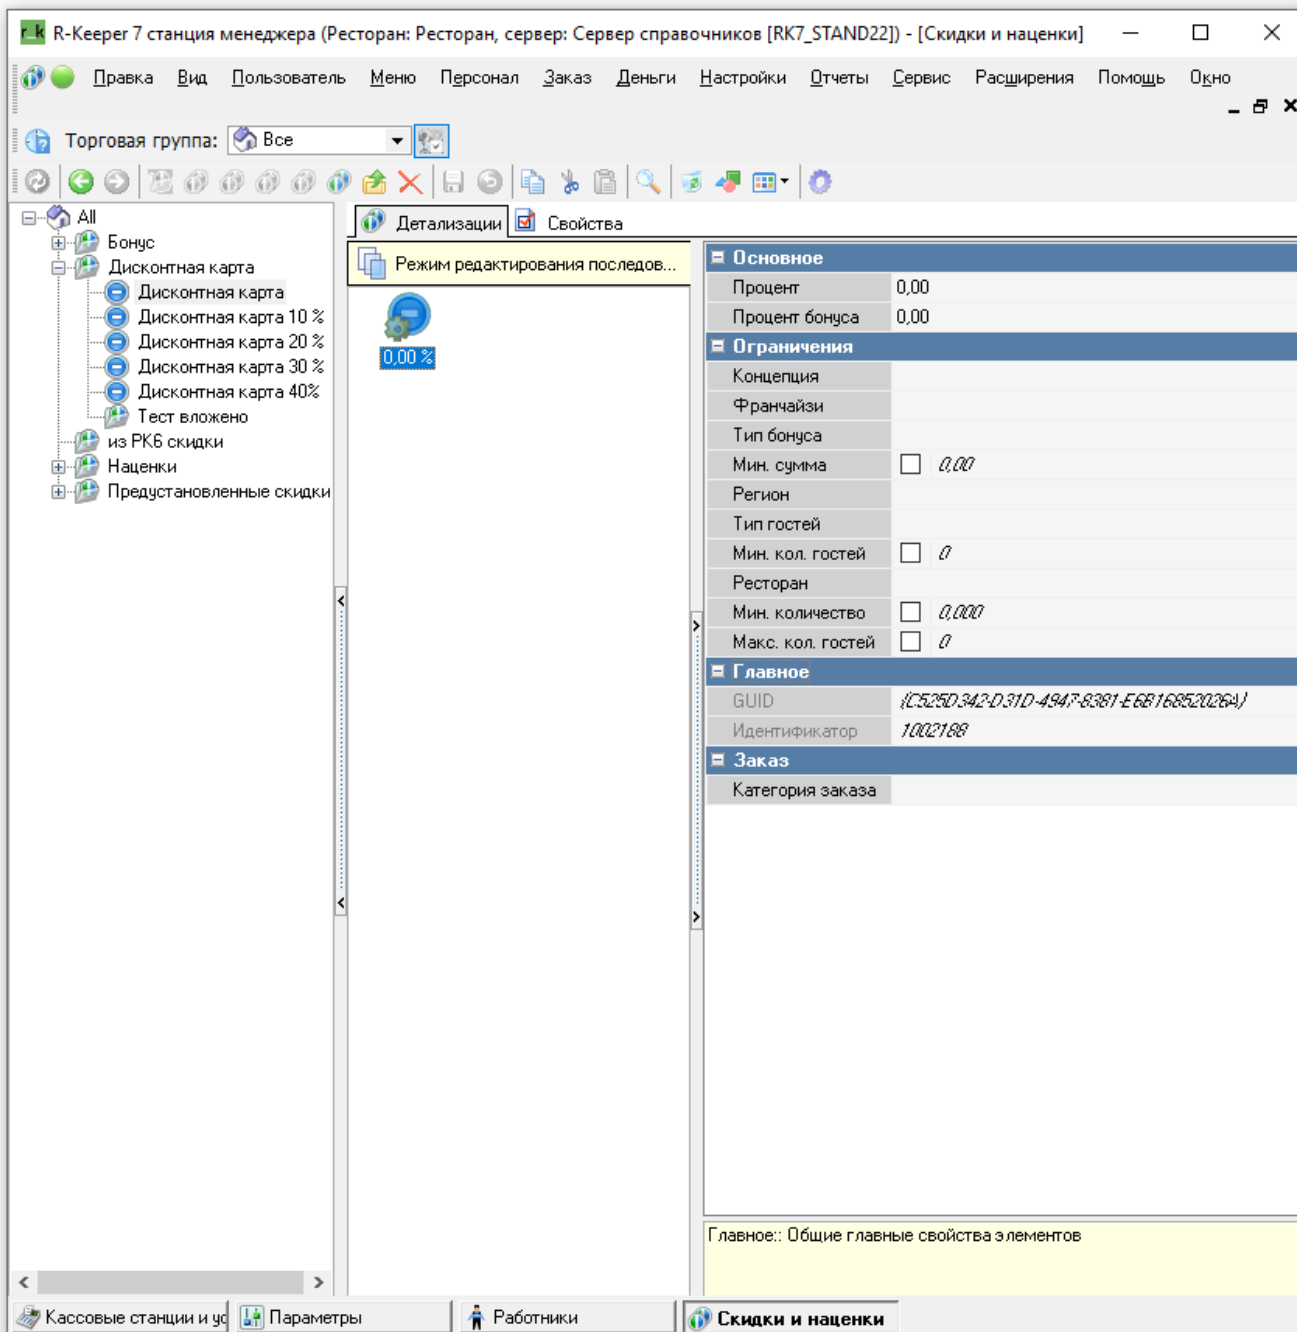 R-Keeper 7 станция менеджера (Ресторан: Ресторан, сервер: Сервер справочников [RK7_STAND22]) - [Скидки и наценки]
Правка Вид Пользователь Меню Персонал Заказ Деньги Настройки Отчеты Сервис Расширения Помощь Окно
Торговая группа: Все
All
Бонус
Дисконтная карта
Дисконтная карта
Дисконтная карта 10 %
Дисконтная карта 20 %
Дисконтная карта 30 %
Дисконтная карта 40%
Тест вложено
из РК6 скидки
Наценки
Предустановленные скидки
Детализации Свойства
Режим редактирования последов...
0,00 %
Основное
Процент 0,00
Процент бонуса 0,00
Ограничения
Концепция
Франчайзи
Тип бонуса
Мин. сумма 0,00
Регион
Тип гостей
Мин. кол. гостей 0
Ресторан
Мин. количество 0,000
Макс. кол. гостей 0
Главное
GUID {C525D342-D31D-4947-8381-E6B16852026A}
Идентификатор 1002188
Заказ
Категория заказа
Главное:: Общие главные свойства элементов
Кассовые станции и ус Параметры Работники Скидки и наценки